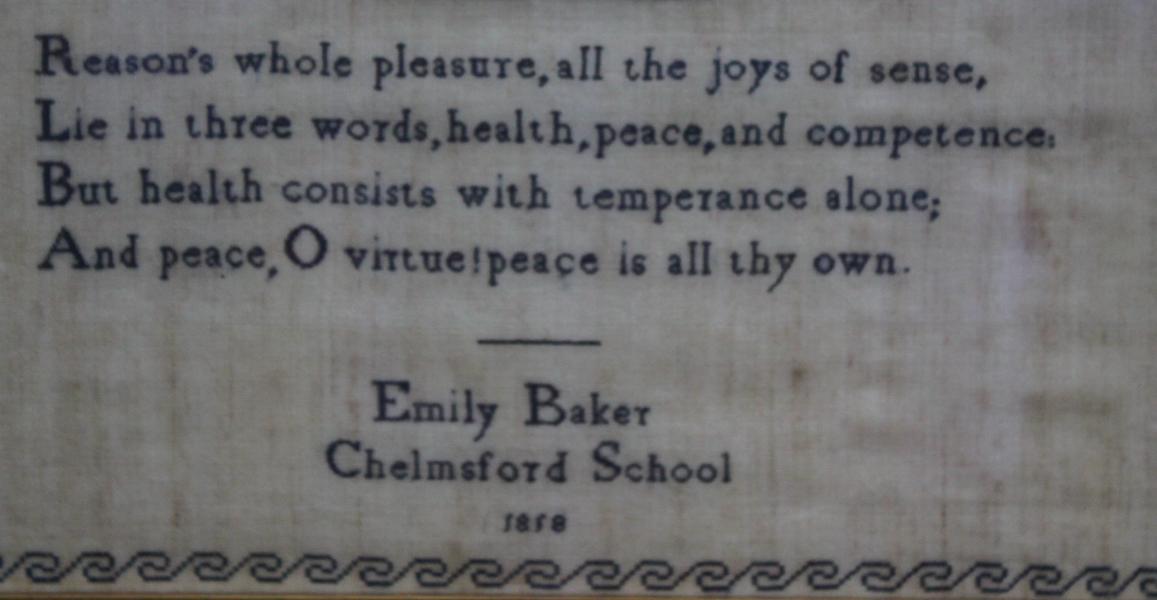 Reason's whole pleasure, all the joys of sense,
Lie in three words, health, peace, and competence:
But health consists with temperance alone;
And peace, O virtue! peace is all thy own.
Emily Baker
Chelmsford School
1818